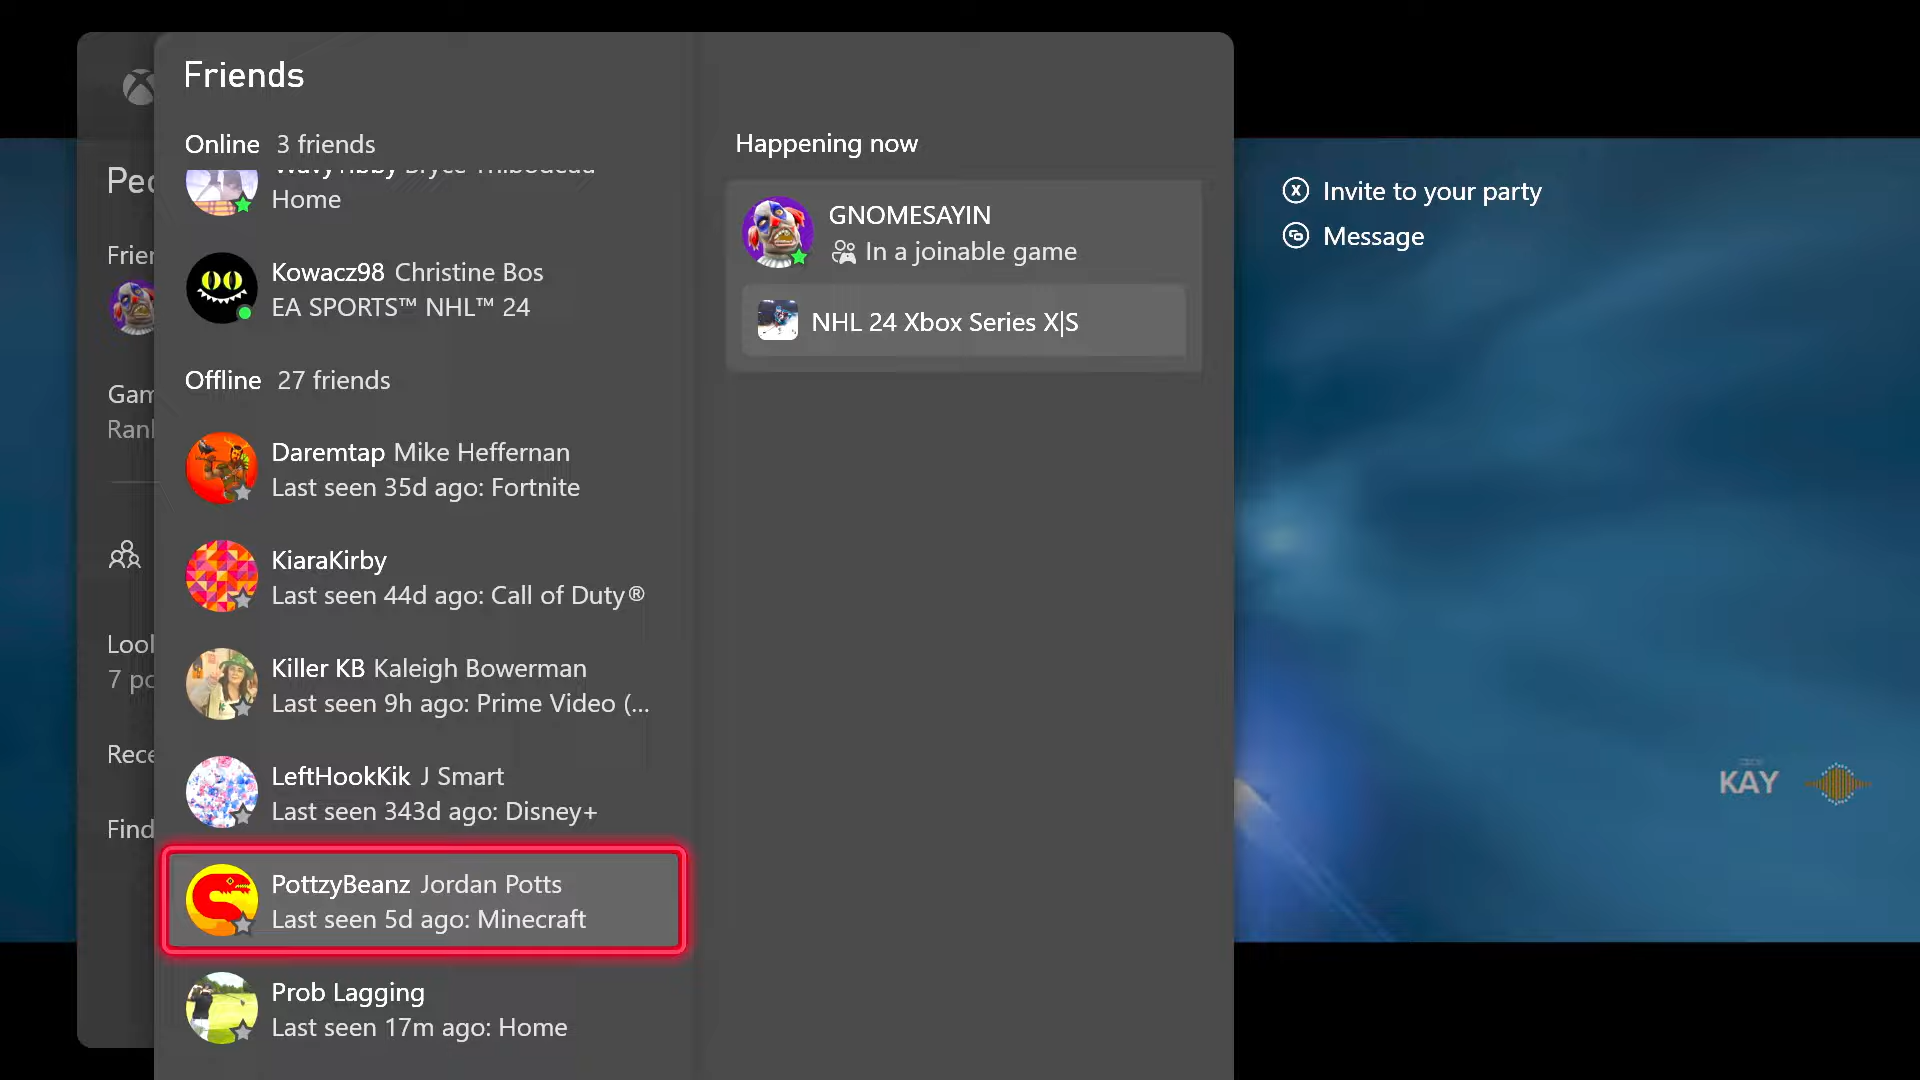 Friends
Online 3 friends
Home
Kowacz98 Christine Bos
EA SPORTS™ NHL™ 24
Offline 27 friends
Daremtap Mike Heffernan
Last seen 35d ago: Fortnite
KiaraKirby
Last seen 44d ago: Call of Duty®
Killer KB Kaleigh Bowerman
Last seen 9h ago: Prime Video (...
LeftHookKik J Smart
Last seen 343d ago: Disney+
PottzyBeanz Jordan Potts
Last seen 5d ago: Minecraft
Prob Lagging
Last seen 17m ago: Home
Happening now
GNOMESAYIN
In a joinable game
NHL 24 Xbox Series X|S
X Invite to your party
Message
KAY